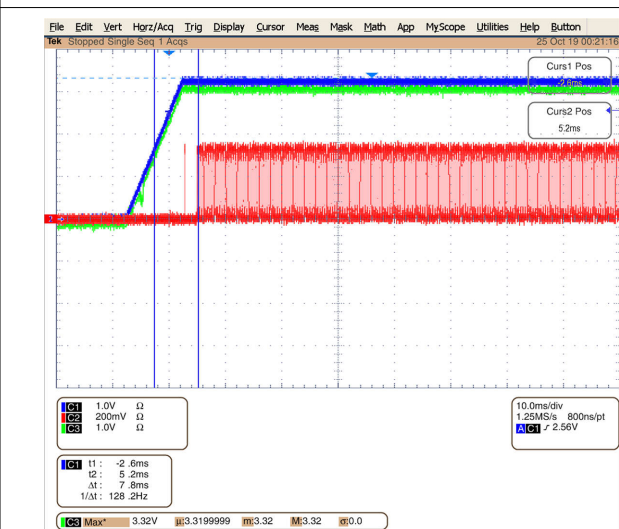 File Edit Vert Horz/Acq Trig Display Cursor Meas Mask Math App MyScope Utilities Help Button
Tek Stopped Single Seq 1 Acqs 25 Oct 19 00:21:16
Curs1 Pos
-2.6ms
Curs2 Pos
5.2ms
C1 1.0V Ω
C2 200mV Ω
C3 1.0V Ω
10.0ms/div
1.25MS/s 800ns/pt
A C1 ⌠ 2.56V
C1 t1 : -2 .6ms
t2 : 5 .2ms
Δt : 7 .8ms
1/Δt : 128 .2Hz
C3 Max* 3.32V µ:3.3199999 m:3.32 M:3.32 σ:0.0